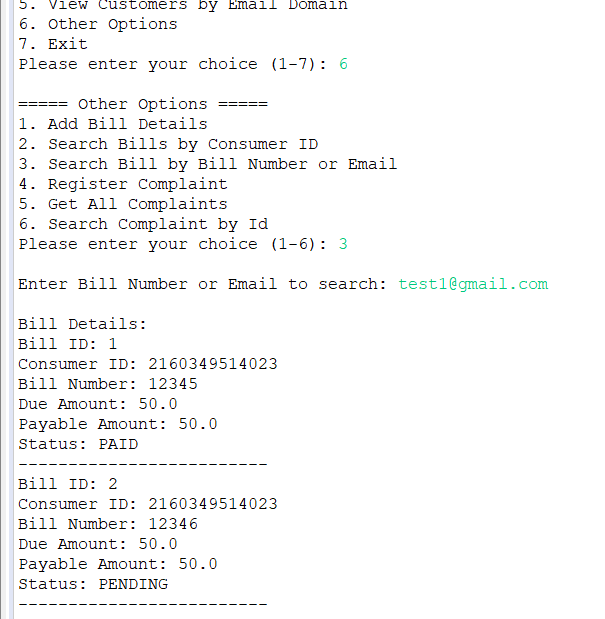 5. View Customers by Email Domain
6. Other Options
7. Exit
Please enter your choice (1-7): 6
===== Other Options =====
1. Add Bill Details
2. Search Bills by Consumer ID
3. Search Bill by Bill Number or Email
4. Register Complaint
5. Get All Complaints
6. Search Complaint by Id
Please enter your choice (1-6): 3
Enter Bill Number or Email to search: test1@gmail.com
Bill Details:
Bill ID: 1
Consumer ID: 2160349514023
Bill Number: 12345
Due Amount: 50.0
Payable Amount: 50.0
Status: PAID
-------------------------
Bill ID: 2
Consumer ID: 2160349514023
Bill Number: 12346
Due Amount: 50.0
Payable Amount: 50.0
Status: PENDING
-------------------------